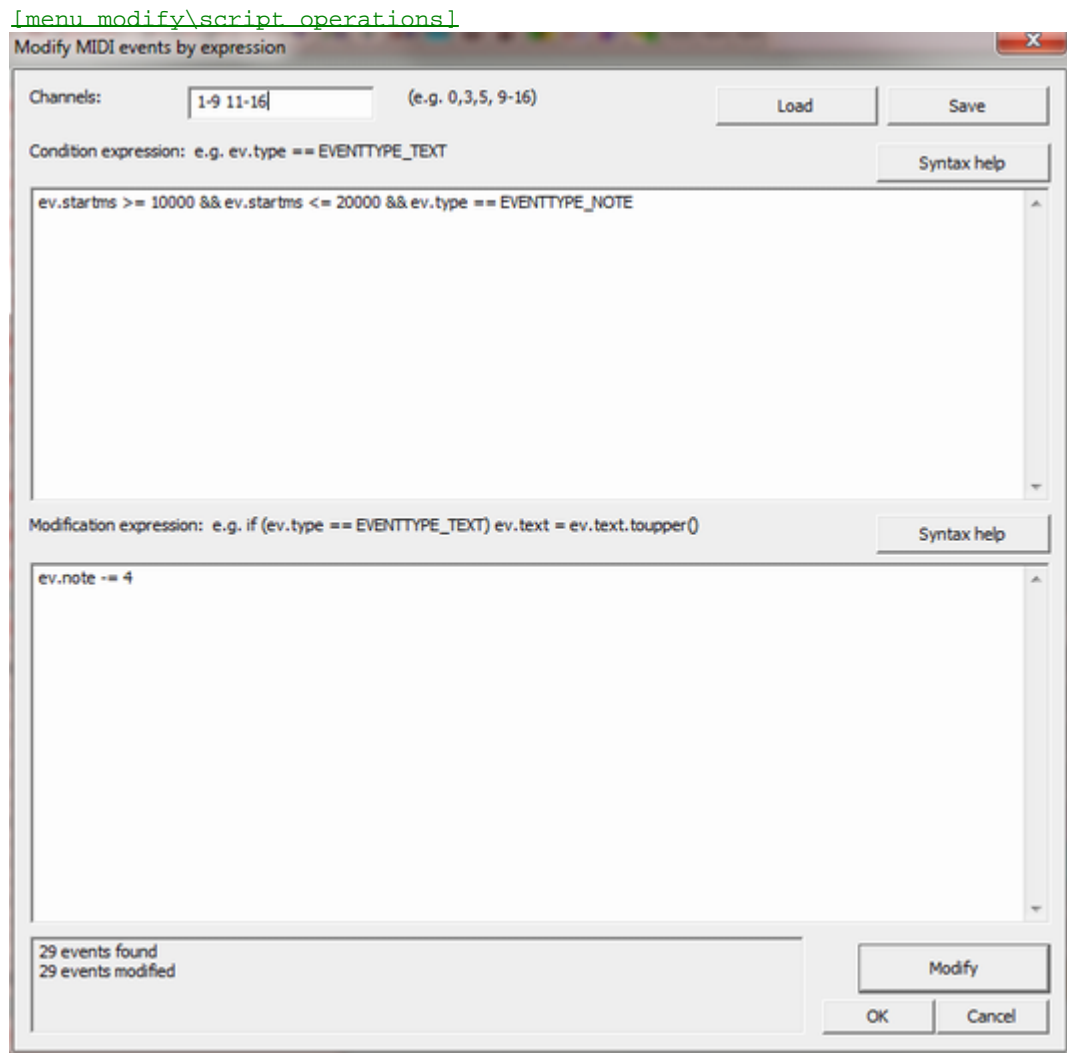 [menu modify\script operations]
Modify MIDI events by expression
Channels: 1-9 11-16 (e.g. 0,3,5, 9-16) Load Save
Condition expression: e.g. ev.type == EVENTTYPE_TEXT Syntax help
ev.startms >= 10000 && ev.startms <= 20000 && ev.type == EVENTTYPE_NOTE
Modification expression: e.g. if (ev.type == EVENTTYPE_TEXT) ev.text = ev.text.toupper() Syntax help
ev.note -= 4
29 events found
29 events modified
Modify
OK Cancel